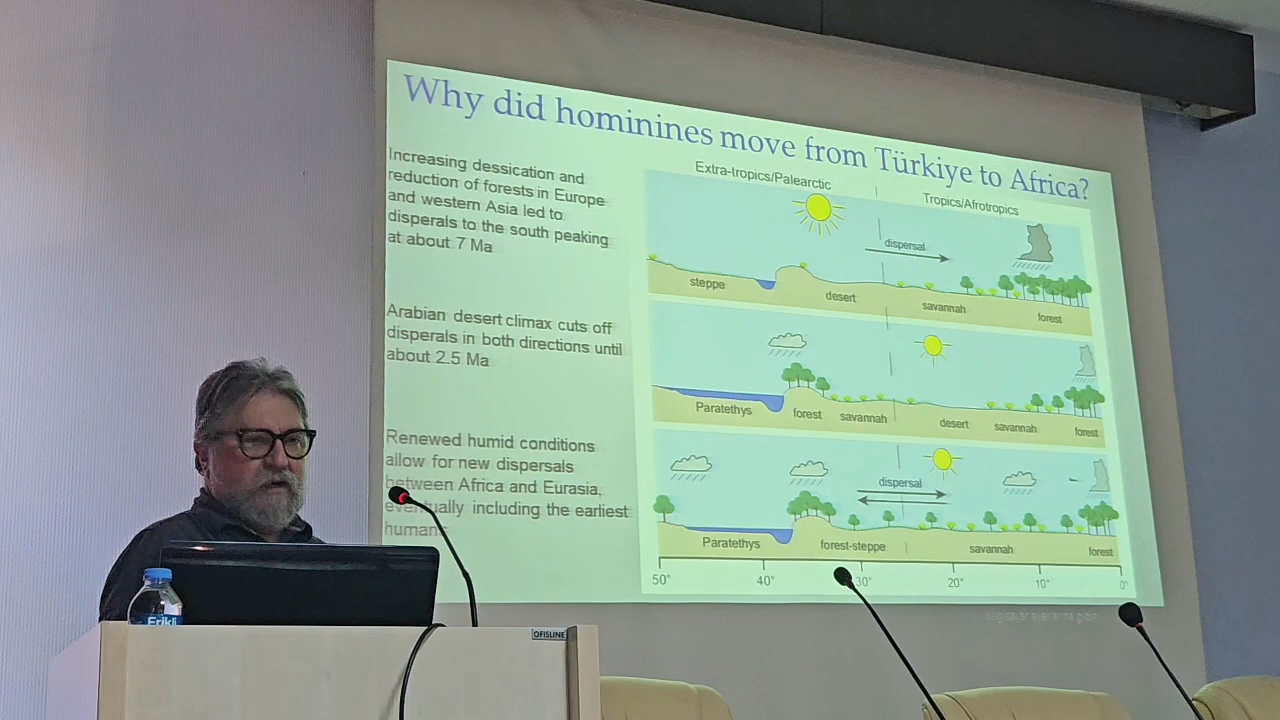 Why did hominines move from Türkiye to Africa?
Increasing dessication and
reduction of forests in Europe
and western Asia led to
disperals to the south peaking
at about 7 Ma
Arabian desert climax cuts off
disperals in both directions until
about 2.5 Ma
Renewed humid conditions
allow for new dispersals
between Africa and Eurasia,
eventually including the earliest
humans
Extra-tropics/Palearctic
Tropics/Afrotropics
dispersal
steppe
desert
savannah
forest
Paratethys
forest
savannah
desert
savannah
forest
dispersal
Paratethys
forest-steppe
savannah
forest
50° 40° 30° 20° 10° 0°
Erikli
OFISLINE